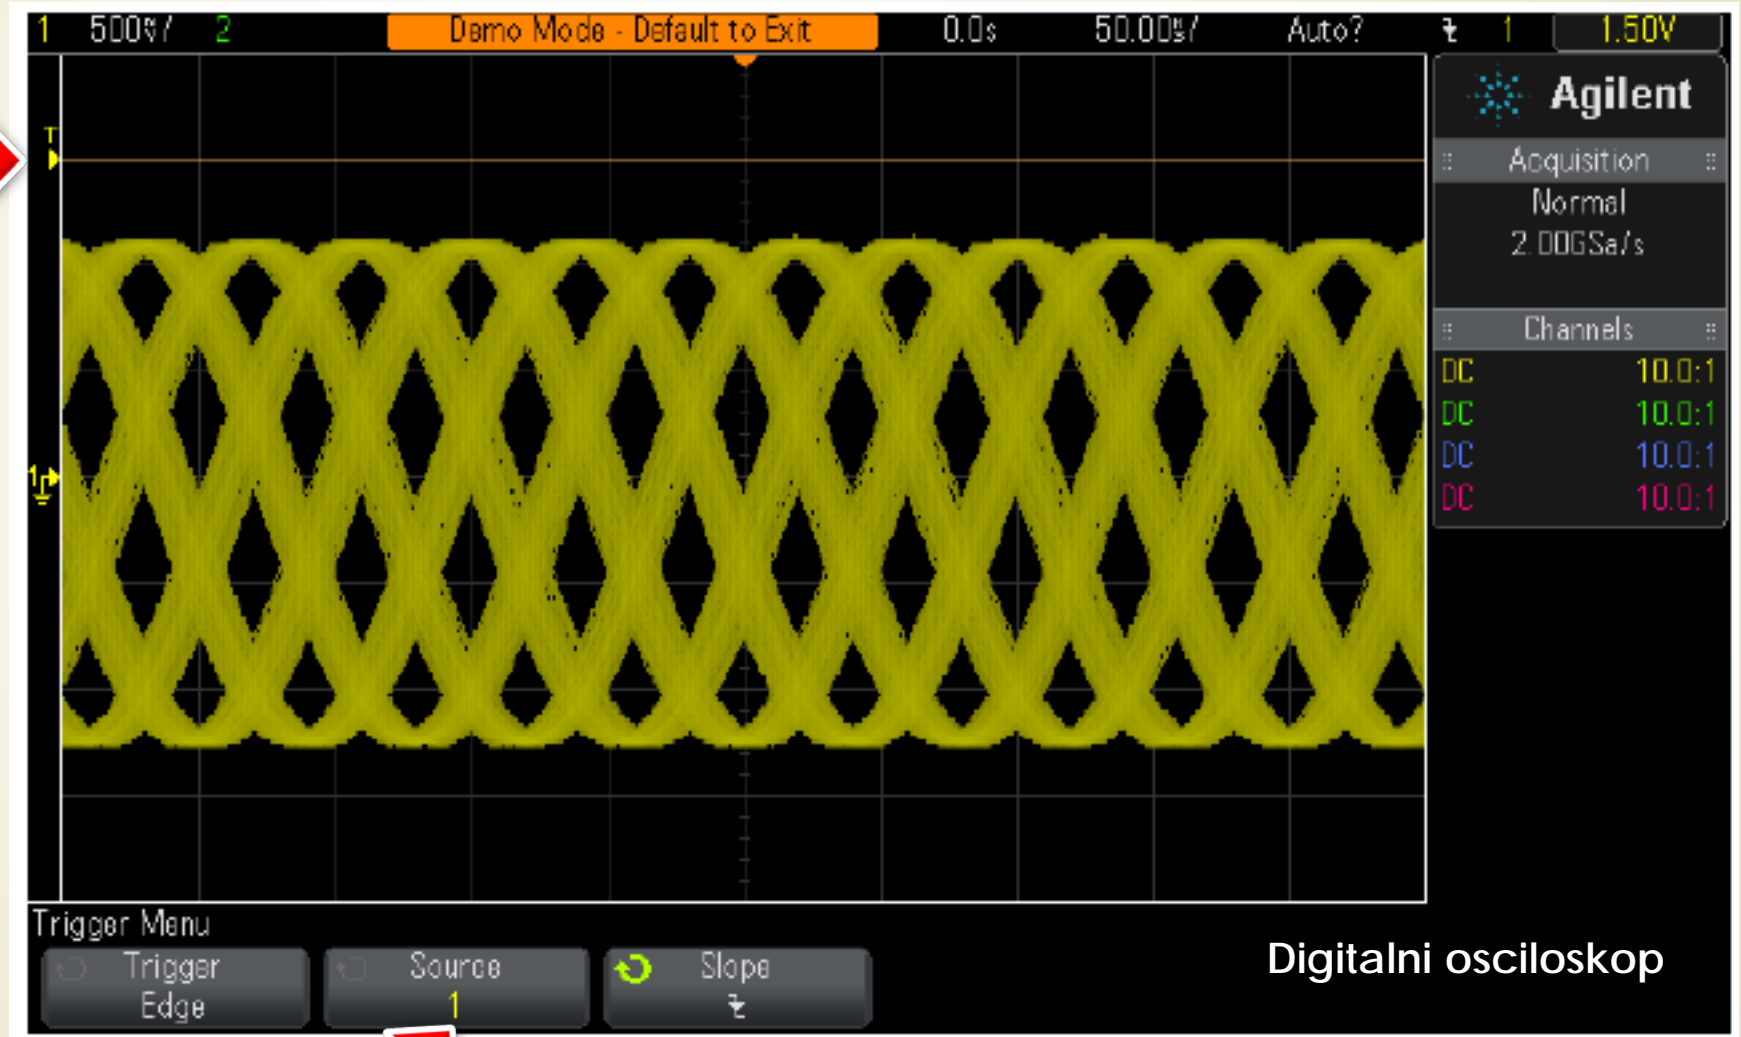 1 500mV/ 2 Demo Mode - Default to Exit 0.0s 50.00us/ Auto? 1 1.50V
Agilent
T
Acquisition
Normal
2.00GSa/s
Channels
DC 10.0:1
DC 10.0:1
DC 10.0:1
DC 10.0:1
1
Trigger Menu
Trigger
Edge
Source
1
Slope
Digitalni osciloskop